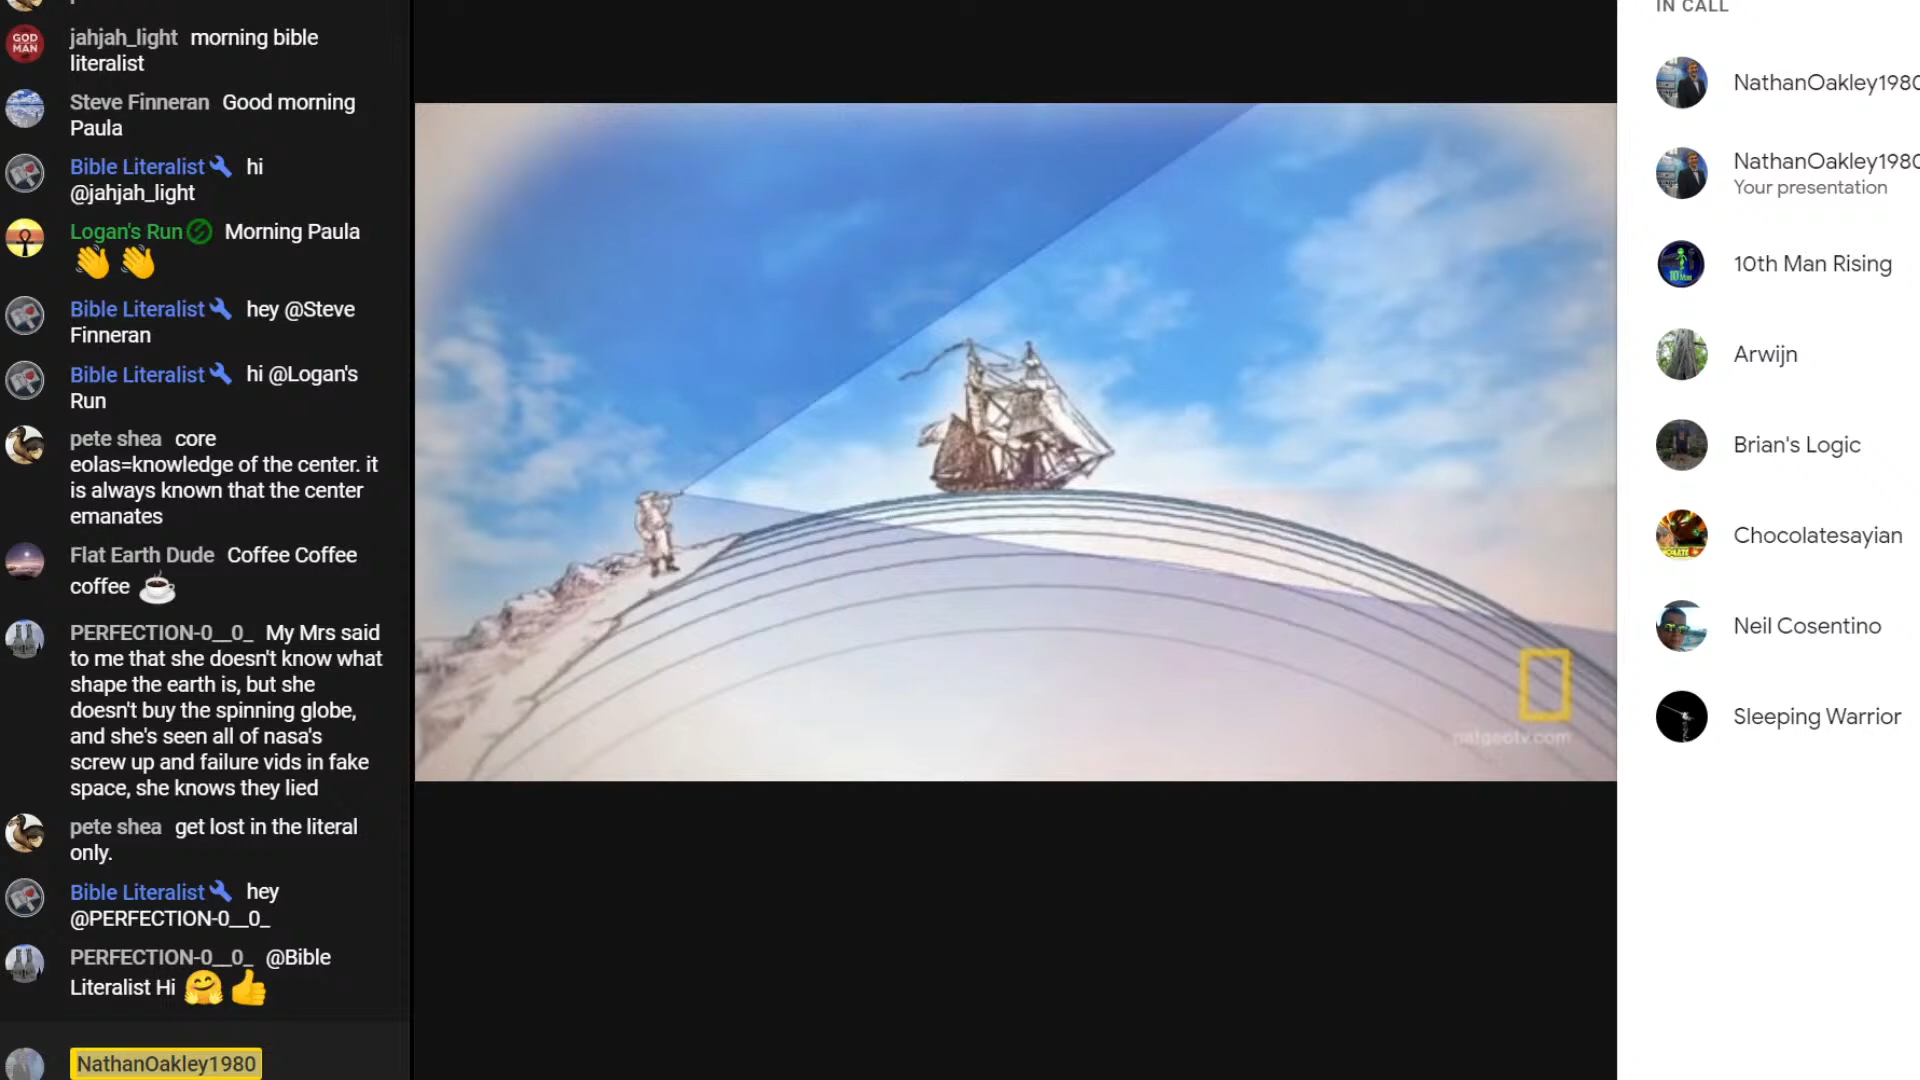 jahjah_light morning bible
literalist
Steve Finneran Good morning
Paula
Bible Literalist hi
@jahjah_light
Logan's Run Morning Paula
Bible Literalist hey @Steve
Finneran
Bible Literalist hi @Logan's
Run
pete shea core
eolas=knowledge of the center. it
is always known that the center
emanates
Flat Earth Dude Coffee Coffee
coffee
PERFECTION-0__0_ My Mrs said
to me that she doesn't know what
shape the earth is, but she
doesn't buy the spinning globe,
and she's seen all of nasa's
screw up and failure vids in fake
space, she knows they lied
pete shea get lost in the literal
only.
Bible Literalist hey
@PERFECTION-0__0_
PERFECTION-0__0_ @Bible
Literalist Hi
NathanOakley1980
GOD
MAN
natgeotv.com
IN CALL
NathanOakley1980
NathanOakley1980
Your presentation
10th Man Rising
Arwijn
Brian's Logic
Chocolatesayian
Neil Cosentino
Sleeping Warrior